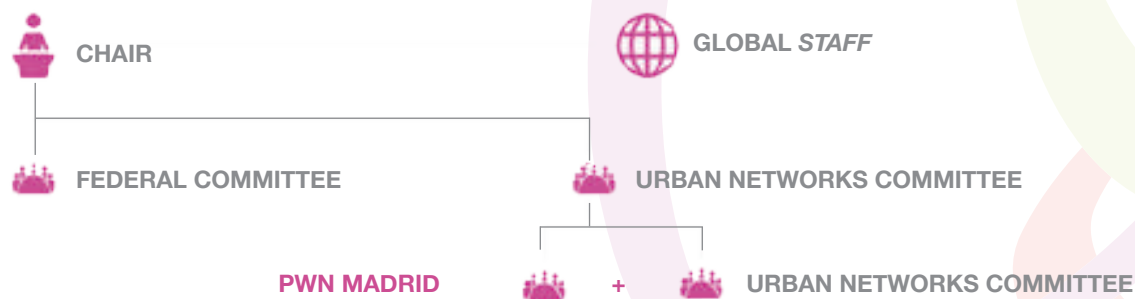 CHAIR
GLOBAL STAFF
FEDERAL COMMITTEE
URBAN NETWORKS COMMITTEE
PWN MADRID + URBAN NETWORKS COMMITTEE